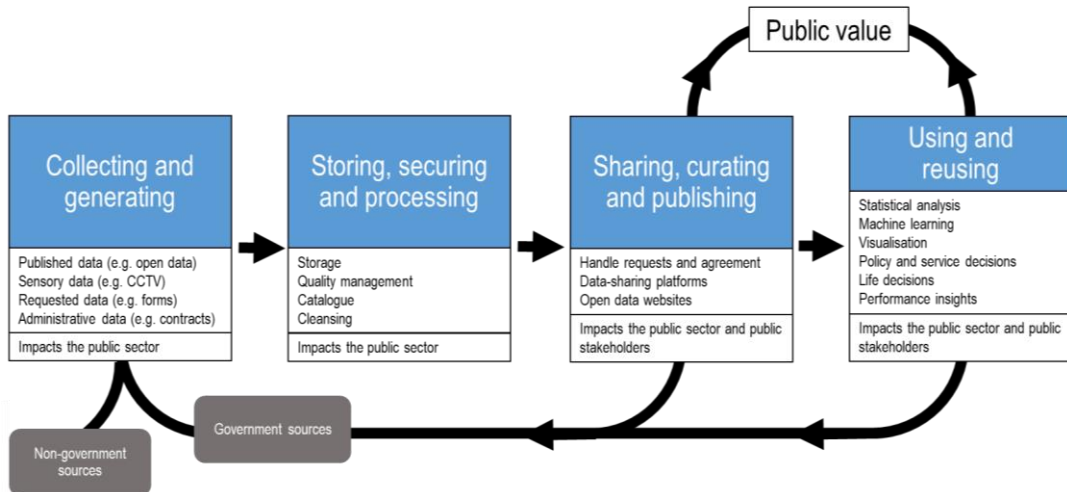 Public value
Collecting and
generating
Published data (e.g. open data)
Sensory data (e.g. CCTV)
Requested data (e.g. forms)
Administrative data (e.g. contracts)
Impacts the public sector
Storing, securing
and processing
Storage
Quality management
Catalogue
Cleansing
Impacts the public sector
Sharing, curating
and publishing
Handle requests and agreement
Data-sharing platforms
Open data websites
Impacts the public sector and public
stakeholders
Using and
reusing
Statistical analysis
Machine learning
Visualisation
Policy and service decisions
Life decisions
Performance insights
Impacts the public sector and public
stakeholders
Government sources
Non-government
sources